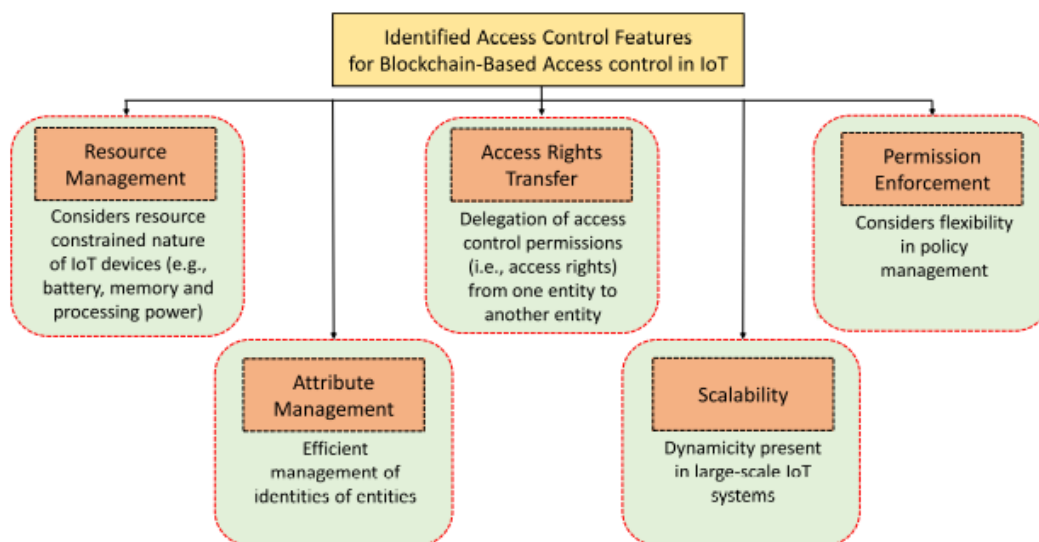 Identified Access Control Features
for Blockchain-Based Access control in IoT
Resource
Management
Considers resource
constrained nature
of IoT devices (e.g.,
battery, memory and
processing power)
Access Rights
Transfer
Delegation of access
control permissions
(i.e., access rights)
from one entity to
another entity
Permission
Enforcement
Considers flexibility
in policy
management
Attribute
Management
Efficient
management of
identities of entities
Scalability
Dynamicity present
in large-scale IoT
systems